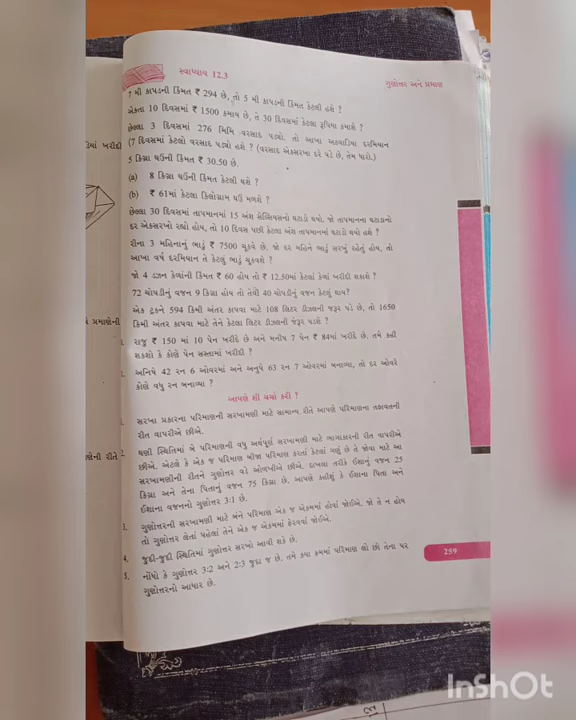 સ્વાધ્યાય 12.3
ગુણોત્તર અને પ્રમાણ
7 મી કાપડની કિંમત ₹ 294 છે, તો 5 મી કાપડની કિંમત કેટલી હશે ?
એકતા 10 દિવસમાં ₹ 1500 કમાય છે, તે 30 દિવસમાં કેટલા રૂપિયા કમાશે ?
છેલ્લા 3 દિવસમાં 276 મિમિ વરસાદ પડ્યો. તો આખા અઠવાડિયા દરમિયાન
(7 દિવસમાં કેટલો વરસાદ પડ્યો હશે ? (વરસાદ એકસરખા દરે પડે છે, તેમ ધારો.)
5 કિગ્રા ઘઉંની કિંમત ₹ 30.50 છે.
(a) 8 કિગ્રા ઘઉંની કિંમત કેટલી થશે ?
(b) ₹ 61માં કેટલા કિલોગ્રામ ઘઉં મળશે ?
છેલ્લા 30 દિવસમાં તાપમાનમાં 15 અંશ સેલ્સિયસનો ઘટાડો થયો. જો તાપમાનના ઘટાડાનો
દર એકસરખો રહ્યો હોય, તો 10 દિવસ પછી કેટલા અંશ તાપમાનમાં ઘટાડો થયો હશે ?
રીના 3 મહિનાનું ભાડું ₹ 7500 ચૂકવે છે. જો દર મહિને ભાડું સરખું રહેતું હોય, તો
આખા વર્ષ દરમિયાન તે કેટલું ભાડું ચૂકવશે ?
જો 4 ડઝન કેળાંની કિંમત ₹ 60 હોય તો ₹ 12.50માં કેટલાં કેળાં ખરીદી શકાશે ?
72 ચોપડીનું વજન 9 કિગ્રા હોય તો તેવી 40 ચોપડીનું વજન કેટલું થાય?
એક ટ્રકને 594 કિમી અંતર કાપવા માટે 108 લિટર ડીઝલની જરૂર પડે છે, તો 1650
કિમી અંતર કાપવા માટે તેને કેટલા લિટર ડીઝલની જરૂર પડશે ?
રાજુ ₹ 150 માં 10 પેન ખરીદે છે અને મનીષ 7 પેન ₹ 84માં ખરીદે છે. તમે કહી
શકશો કે કોણે પેન સસ્તામાં ખરીદી ?
અનિષે 42 રન 6 ઓવરમાં અને અનુપે 63 રન 7 ઓવરમાં બનાવ્યા, તો દર ઓવરે
કોણે વધુ રન બનાવ્યા ?
આપણે શી ચર્ચા કરી ?
1. સરખા પ્રકારના પરિમાણની સરખામણી માટે સામાન્ય રીતે આપણે પરિમાણના તફાવતની
રીત વાપરીએ છીએ.
2. ઘણી સ્થિતિમાં બે પરિમાણની વધુ અર્થપૂર્ણ સરખામણી માટે ભાગાકારની રીત વાપરીએ
છીએ. એટલે કે એક જ પરિમાણ બીજા પરિમાણ કરતાં કેટલાં ગણું છે તે જોવા માટે આ
સરખામણીની રીતને ગુણોત્તર વડે ઓળખીએ છીએ. દાખલા તરીકે ઈશાનું વજન 25
કિગ્રા અને તેના પિતાનું વજન 75 કિગ્રા છે. આપણે કહીશું કે ઈશાના પિતા અને
ઈશાના વજનનો ગુણોત્તર 3:1 છે.
3. ગુણોત્તરની સરખામણી માટે બંને પરિમાણ એક જ એકમમાં હોવાં જોઈએ. જો તે ન હોય
તો ગુણોત્તર લેતાં પહેલાં તેને એક જ એકમમાં ફેરવવાં જોઈએ.
4. જુદી-જુદી સ્થિતિમાં ગુણોત્તર સરખો આવી શકે છે.
5. નોંધો કે ગુણોત્તર 3:2 અને 2:3 જુદા જ છે. તમે કયા ક્રમમાં પરિમાણ લો છો તેના પર
ગુણોત્તરનો આધાર છે.
259
InShOt